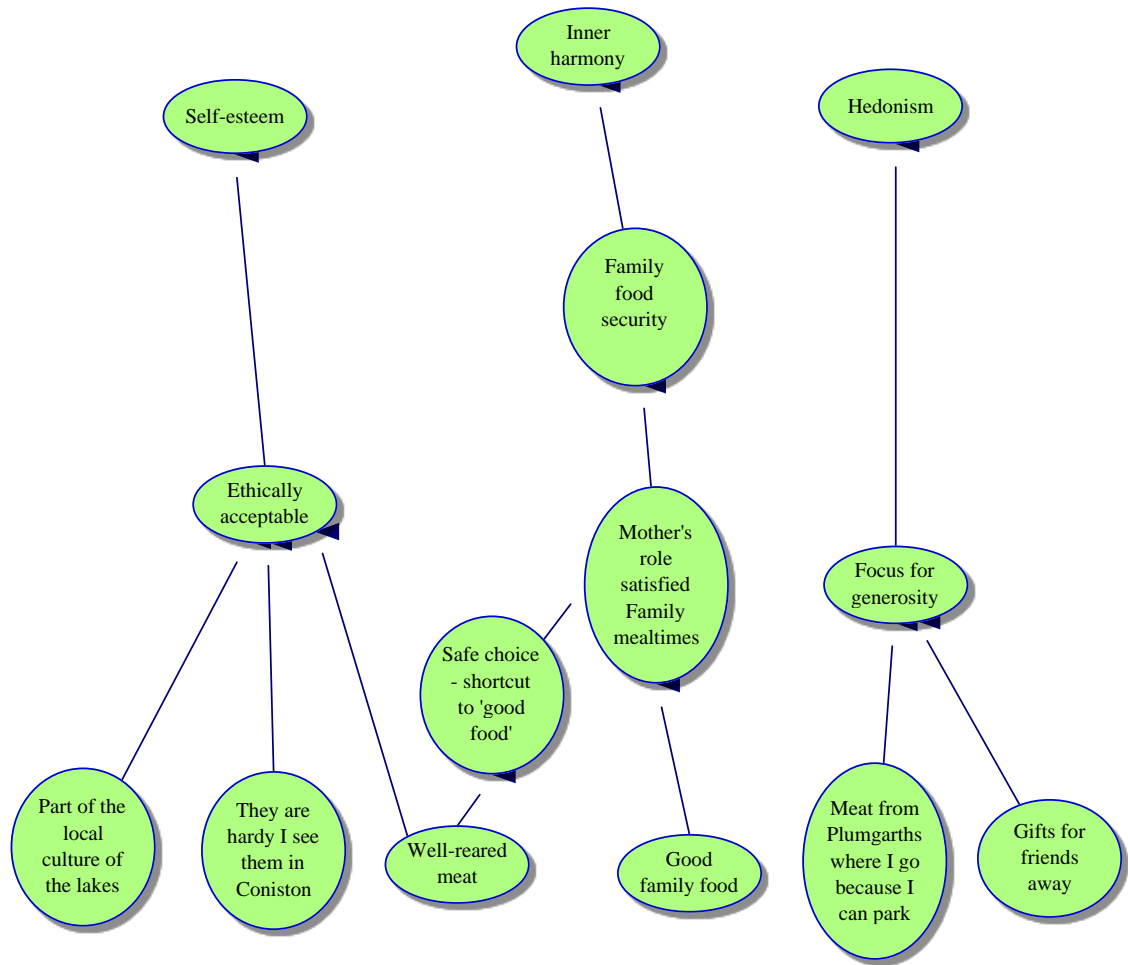 Inner
harmony
Self-esteem
Hedonism
Family
food
security
Ethically
acceptable
Mother's
role
satisfied
Family
mealtimes
Focus for
generosity
Safe choice
- shortcut
to 'good
food'
Part of the
local
culture of
the lakes
They are
hardy I see
them in
Coniston
Well-reared
meat
Good
family food
Meat from
Plumgarths
where I go
because I
can park
Gifts for
friends
away